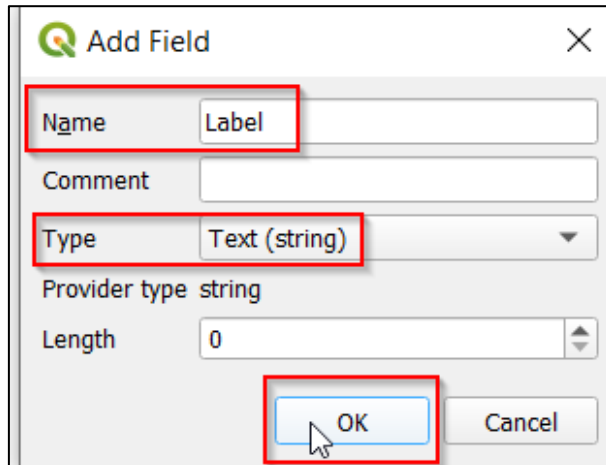 Add Field
Name Label
Comment
Type Text (string)
Provider type string
Length 0
OK Cancel